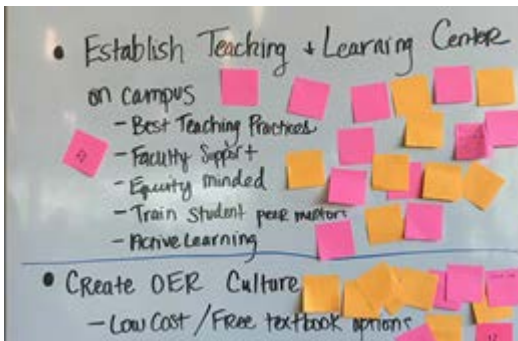 • Establish Teaching + Learning Center
on campus
- Best Teaching Practices
- Faculty Support
- Equity minded
- Train student peer mentors
- Active Learning
• Create OER Culture
- Low Cost / Free textbook options